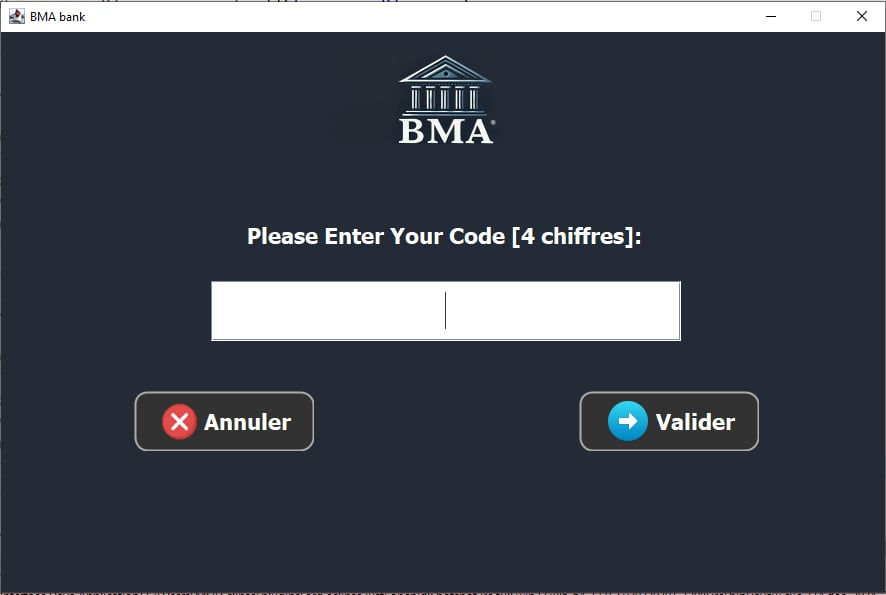 BMA bank
BMA®
Please Enter Your Code [4 chiffres]:
Annuler
Valider